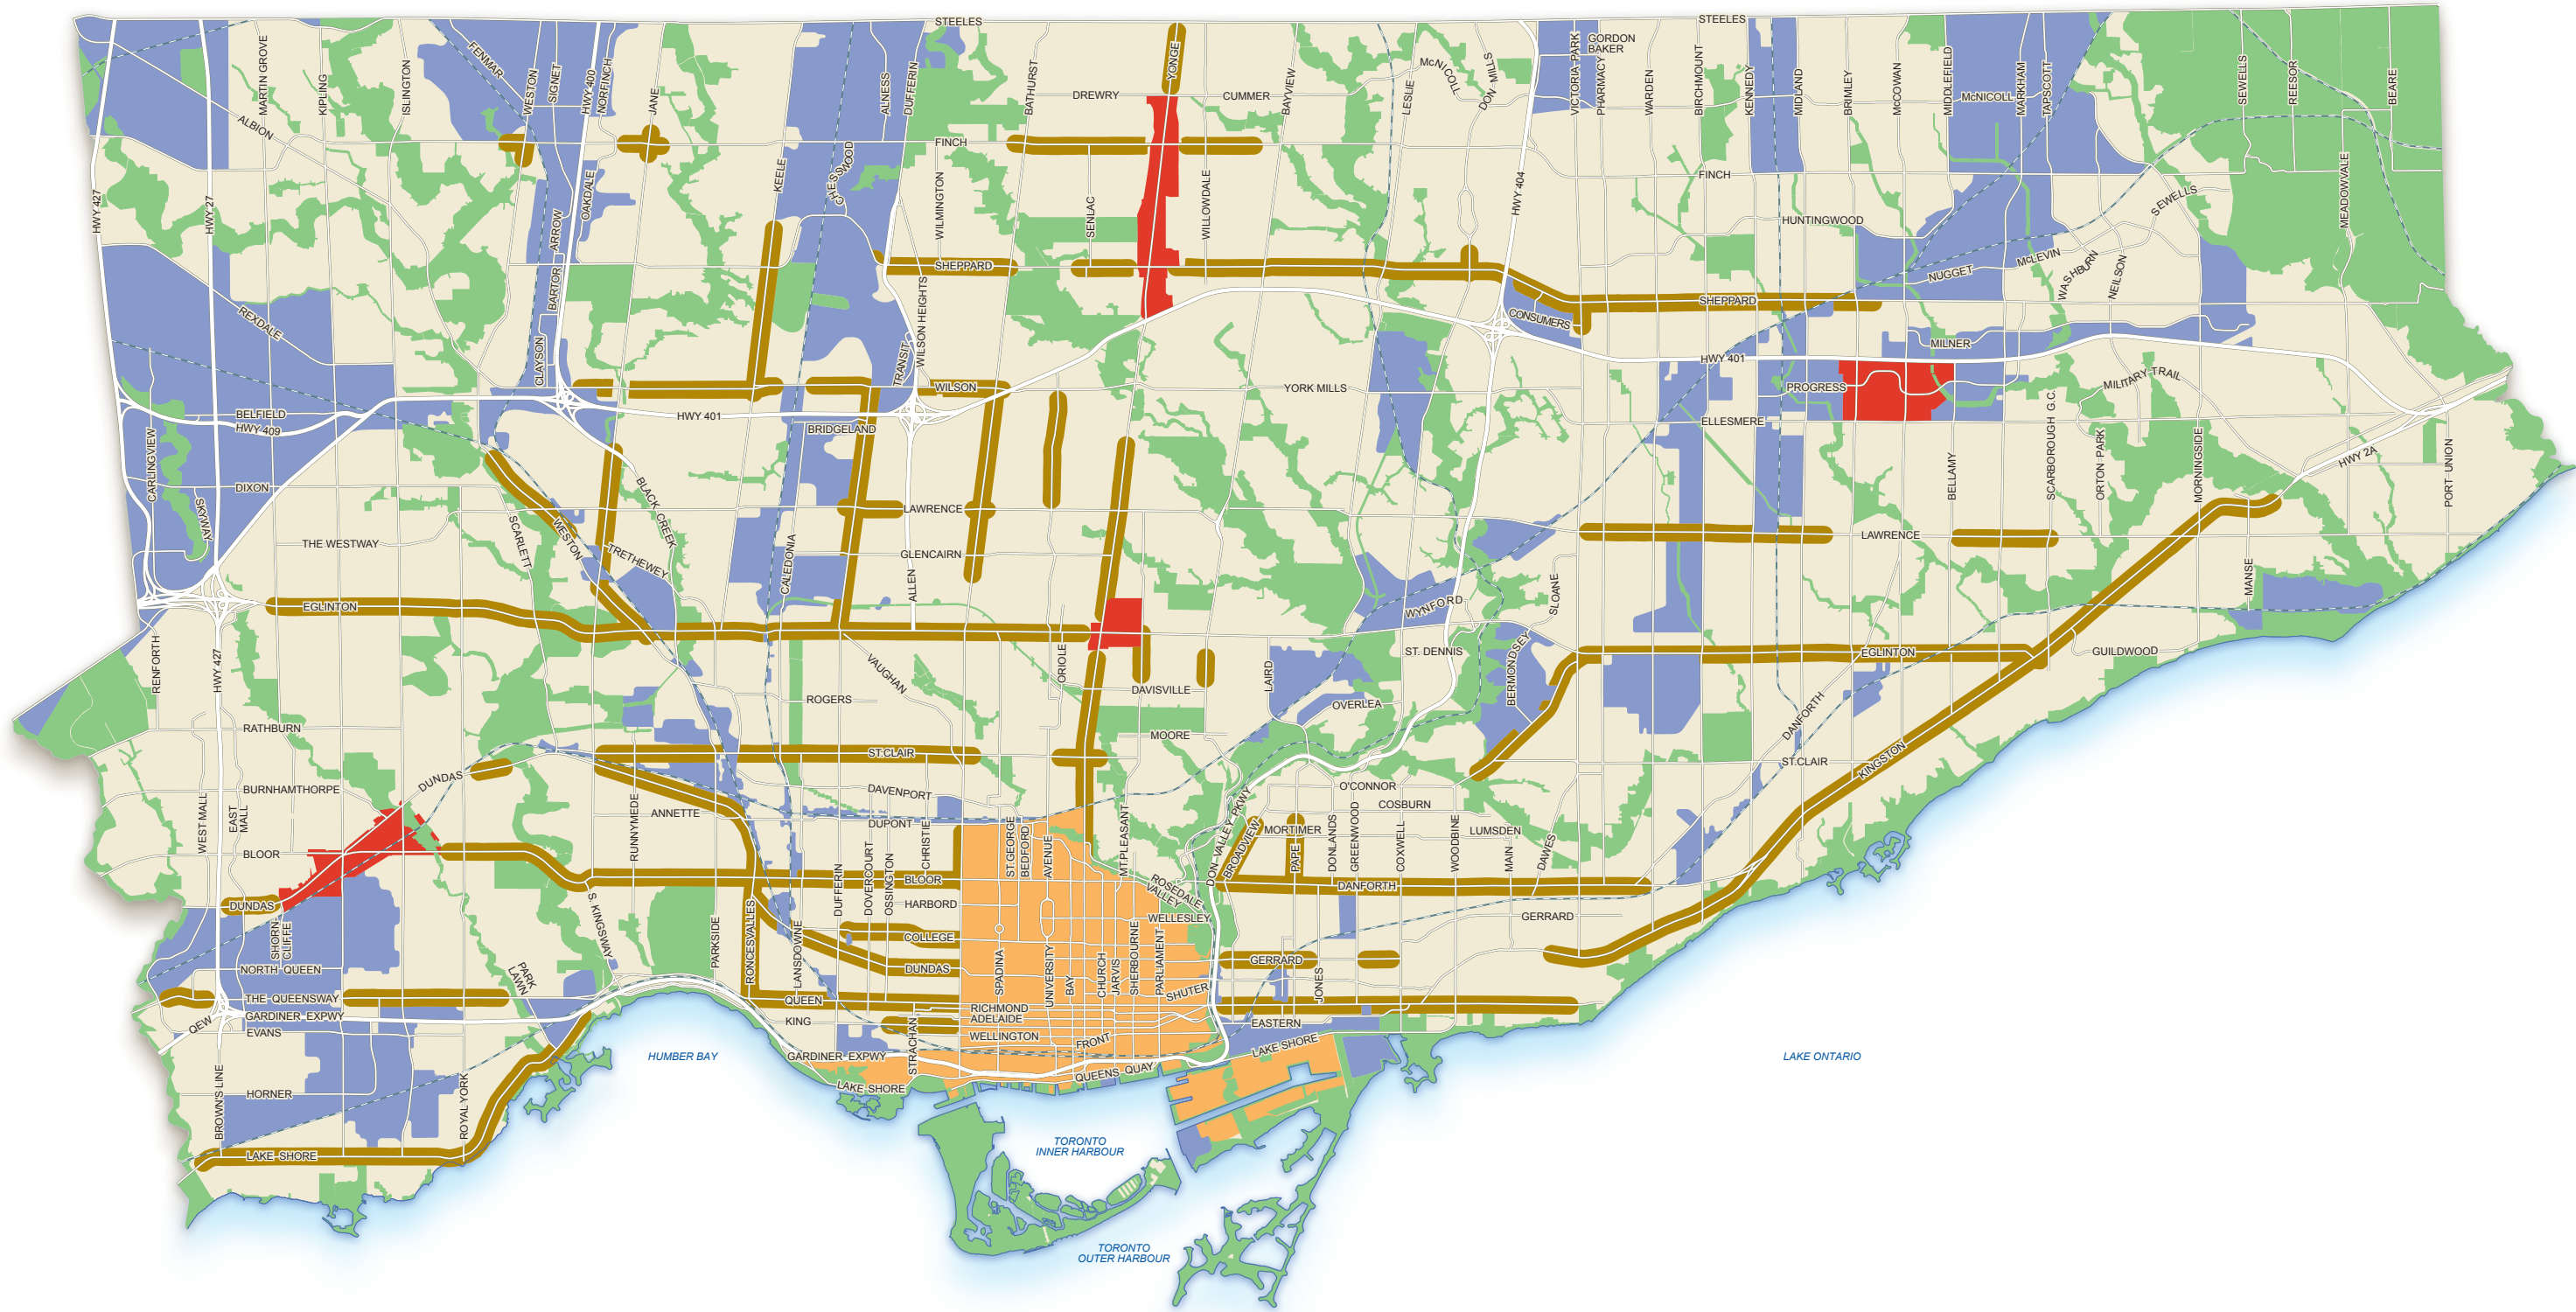 STEELES
STEELES
MARTIN GROVE
KIPLING
ISLINGTON
FENMAR
WESTON
SIGNET
HWY 400
NORFINCH
JANE
ALNESS
DUFFERIN
BATHURST
YONGE
BAYVIEW
LESLIE
McNICOLL
DON MILLS
VICTORIA PARK
GORDON
BAKER
PHARMACY
WARDEN
BIRCHMOUNT
KENNEDY
MIDLAND
BRIMLEY
McCOWAN
MIDDLEFIELD
McNICOLL
MARKHAM
TAPSCOTT
SEWELLS
REESOR
BEARE
DREWRY
CUMMER
ALBION
FINCH
FINCH
KEELE
CHESSWOOD
OAKDALE
ARROW
BARTOR
HWY 427
HWY 27
WILMINGTON
SENLAC
WILLOWDALE
HWY 404
HUNTINGWOOD
SEWELLS
MEADOWVALE
SHEPPARD
SHEPPARD
NUGGET
McLEVIN
WASHBURN
NEILSON
REXDALE
CLAYSON
TRANSIT
WILSON HEIGHTS
CONSUMERS
MILNER
HWY 401
WILSON
YORK MILLS
PROGRESS
MILITARY TRAIL
BELFIELD
HWY 409
HWY 401
BRIDGELAND
ELLESMERE
CARLINGVIEW
SKYWAY
DIXON
BLACK CREEK
BELLAMY
SCARBOROUGH G.C.
ORTON PARK
MORNINGSIDE
HWY 2A
PORT UNION
SCARLETT
WESTON
LAWRENCE
LAWRENCE
THE WESTWAY
TRETHEWEY
CALEDONIA
GLENCAIRN
ALLEN
SLOANE
MANSE
EGLINTON
WYNFORD
RENFORTH
HWY 427
VAUGHAN
ORIOLE
LAIRD
ST. DENNIS
BERMONDSEY
EGLINTON
GUILDWOOD
DAVISVILLE
ROGERS
OVERLEA
RATHBURN
MOORE
DANFORTH
ST.CLAIR
ST.CLAIR
KINGSTON
DUNDAS
BURNHAMTHORPE
WEST MALL
EAST
MALL
DAVENPORT
O'CONNOR
COSBURN
RUNNYMEDE
ANNETTE
DUPONT
CHRISTIE
ST.GEORGE
BEDFORD
AVENUE
MT.PLEASANT
DON VALLEY PKWY
BROADVIEW
MORTIMER
PAPE
DONLANDS
GREENWOOD
COXWELL
WOODBINE
LUMSDEN
MAIN
DAWES
BLOOR
BLOOR
DUFFERIN
DOVERCOURT
OSSINGTON
DANFORTH
ROSEDALE
VALLEY
DUNDAS
HARBORD
WELLESLEY
GERRARD
SHORN
CLIFFE
S. KINGSWAY
PARKSIDE
RONCESVALLES
LANSDOWNE
COLLEGE
SPADINA
UNIVERSITY
BAY
CHURCH
JARVIS
SHERBOURNE
PARLIAMENT
NORTH QUEEN
PARK
LAWN
DUNDAS
GERRARD
JONES
THE QUEENSWAY
QUEEN
SHUTER
RICHMOND
ADELAIDE
QEW
GARDINER EXPWY
EVANS
KING
STRACHAN
WELLINGTON
FRONT
EASTERN
LAKE SHORE
HUMBER BAY
GARDINER EXPWY
LAKE ONTARIO
QUEENS QUAY
LAKE SHORE
BROWN'S LINE
HORNER
ROYAL YORK
LAKE SHORE
TORONTO
INNER HARBOUR
TORONTO
OUTER HARBOUR